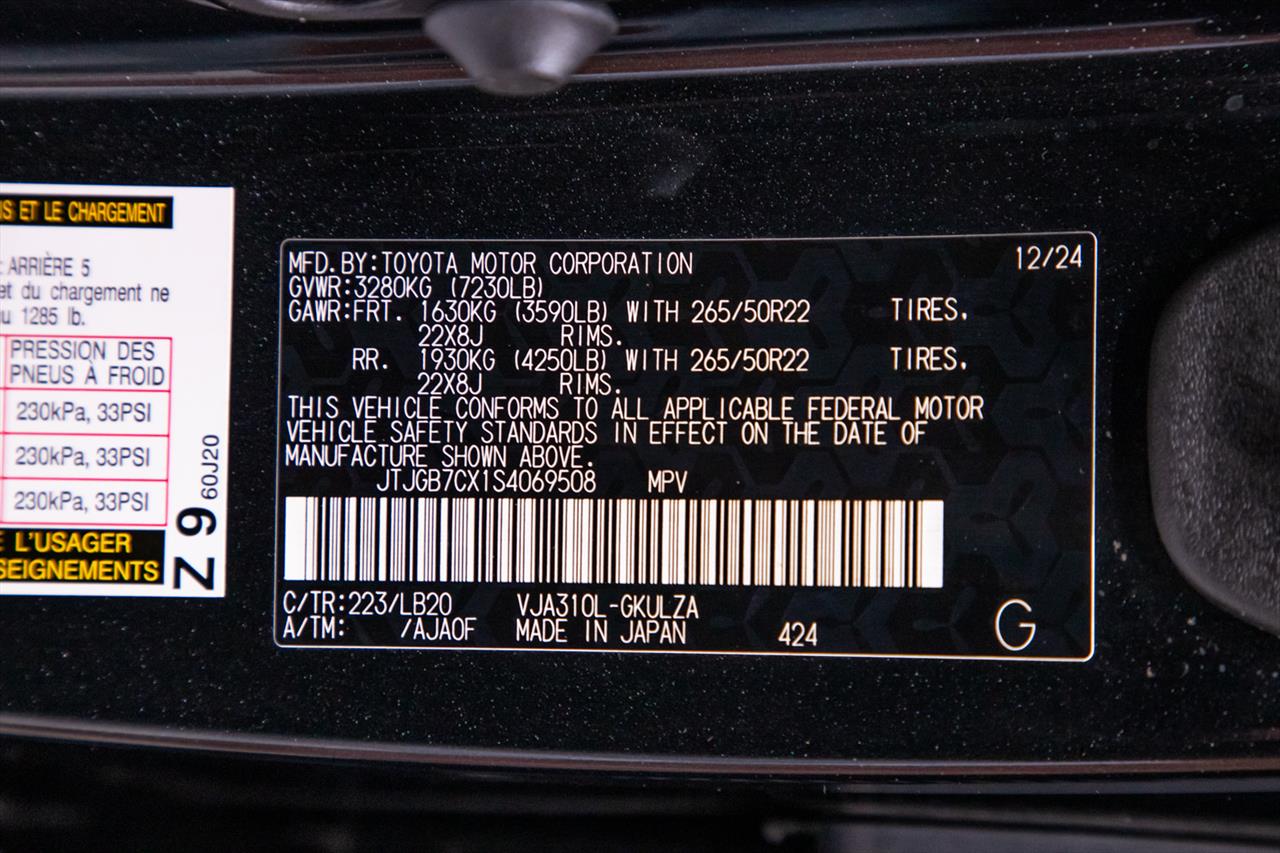 IS ET LE CHARGEMENT
: ARRIÈRE 5
et du chargement ne
1285 lb.
PRESSION DES
PNEUS À FROID
230kPa, 33PSI
230kPa, 33PSI
230kPa, 33PSI
L'USAGER
SEIGNEMENTS
Z 9 60J20
MFD.BY:TOYOTA MOTOR CORPORATION 12/24
GVWR:3280KG (7230LB)
GAWR:FRT. 1630KG (3590LB) WITH 265/50R22 TIRES,
22X8J RIMS.
RR. 1930KG (4250LB) WITH 265/50R22 TIRES,
22X8J RIMS.
THIS VEHICLE CONFORMS TO ALL APPLICABLE FEDERAL MOTOR
VEHICLE SAFETY STANDARDS IN EFFECT ON THE DATE OF
MANUFACTURE SHOWN ABOVE.
JTJGB7CX1S4069508 MPV
C/TR:223/LB20 VJA310L-GKULZA
A/TM: /AJA0F MADE IN JAPAN 424 G